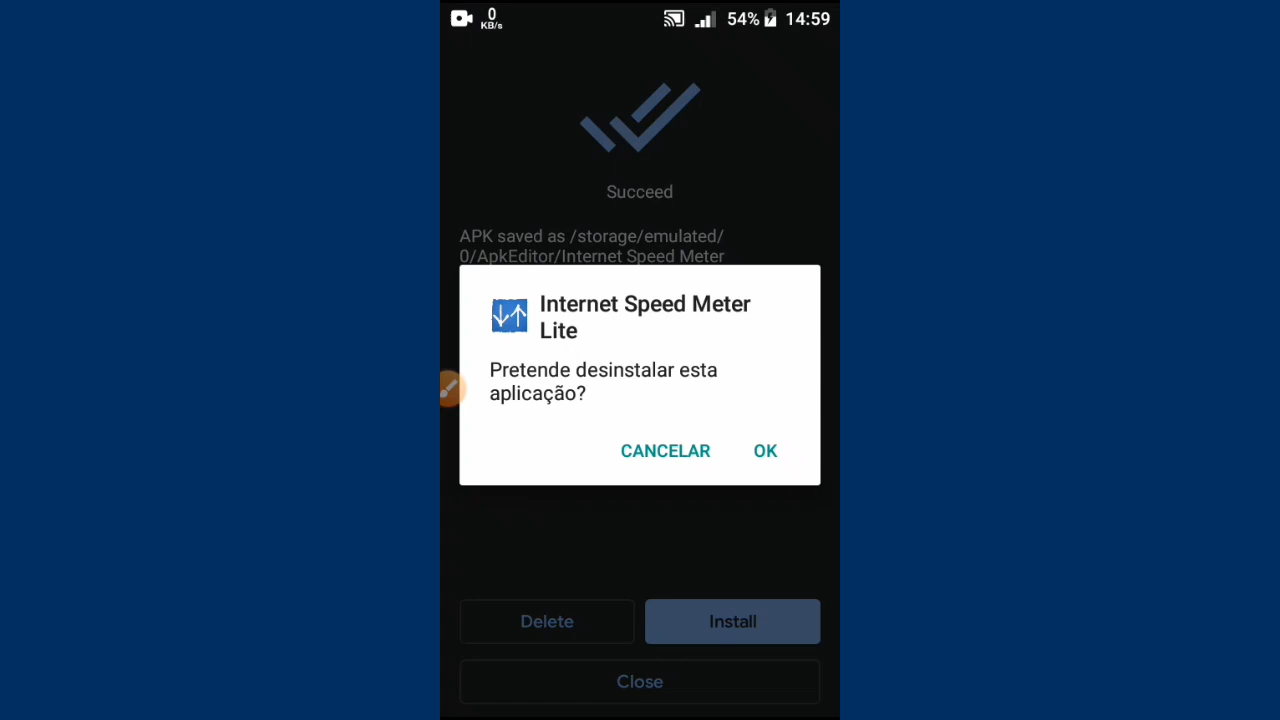 0
KB/s
54%
14:59
Succeed
APK saved as /storage/emulated/
0/ApkEditor/Internet Speed Meter
Internet Speed Meter
Lite
Pretende desinstalar esta
aplicação?
CANCELAR
OK
Delete
Install
Close